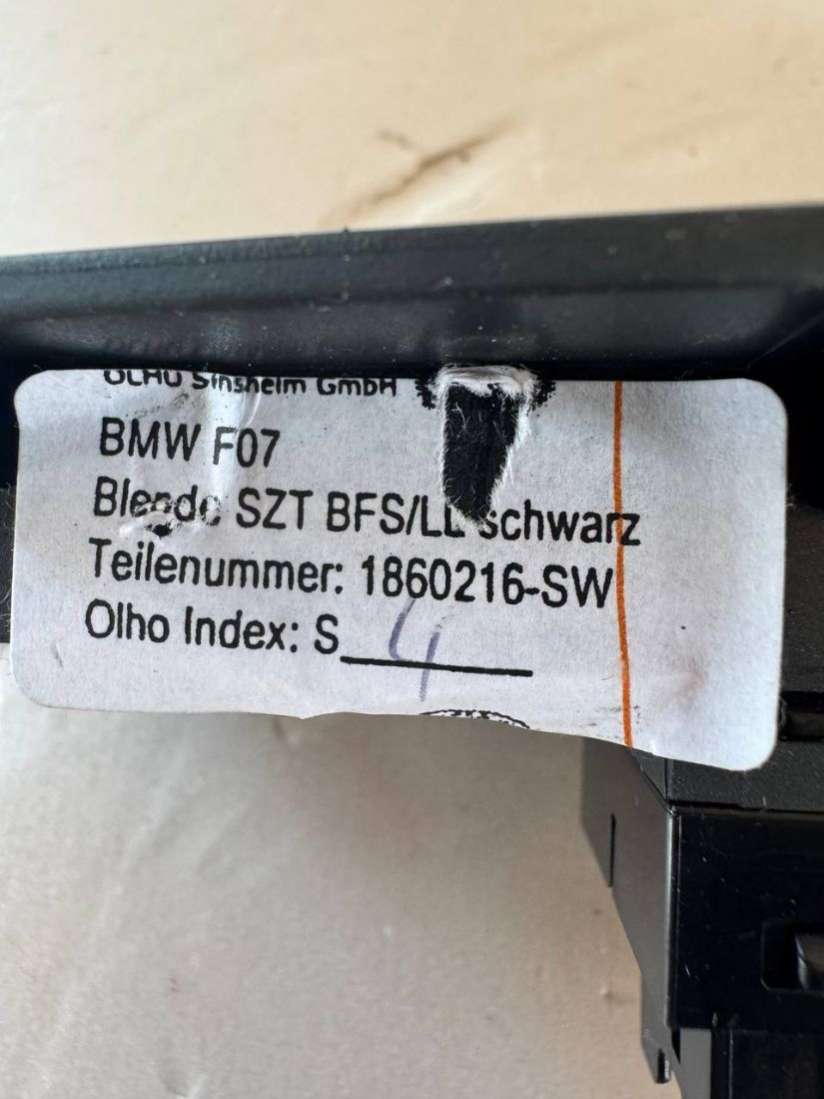 OLHO Sinsheim GmbH
BMW F07
Blende SZT BFS/LL schwarz
Teilenummer: 1860216-SW
Olho Index: S 4